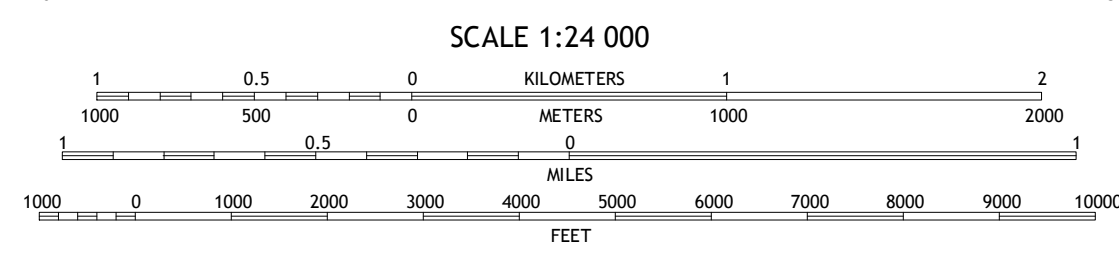 SCALE 1:24 000
1 0.5 0 KILOMETERS 1 2
1000 500 0 METERS 1000 2000
1 0.5 0 1
MILES
1000 0 1000 2000 3000 4000 5000 6000 7000 8000 9000 10000
FEET